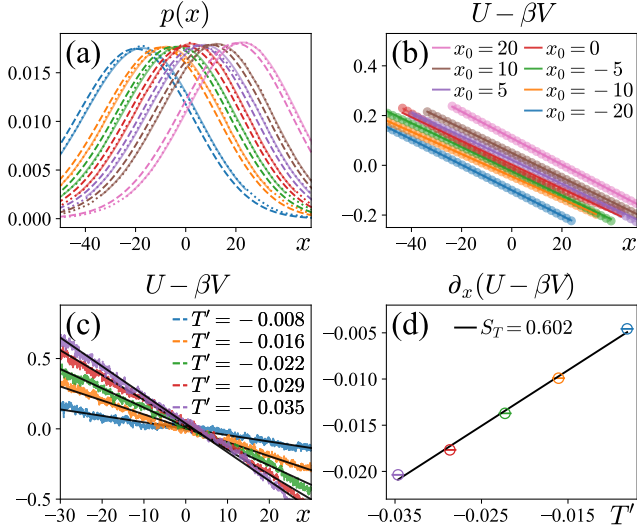 p(x)
(a)
0.015
0.010
0.005
0.000
−40 −20 0 20 x
U − βV
(b)
x₀ = 20 x₀ = 0
x₀ = 10 x₀ = −5
x₀ = 5 x₀ = −10
x₀ = −20
0.4
0.2
0.0
−0.2
−40 −20 0 20 x
U − βV
(c)
T′ = −0.008
T′ = −0.016
T′ = −0.022
T′ = −0.029
T′ = −0.035
0.5
0.0
−0.5
−30 −20 −10 0 10 20 x
∂ₓ(U − βV)
(d)
S_T = 0.602
−0.005
−0.010
−0.015
−0.020
−0.035 −0.025 −0.015 T′